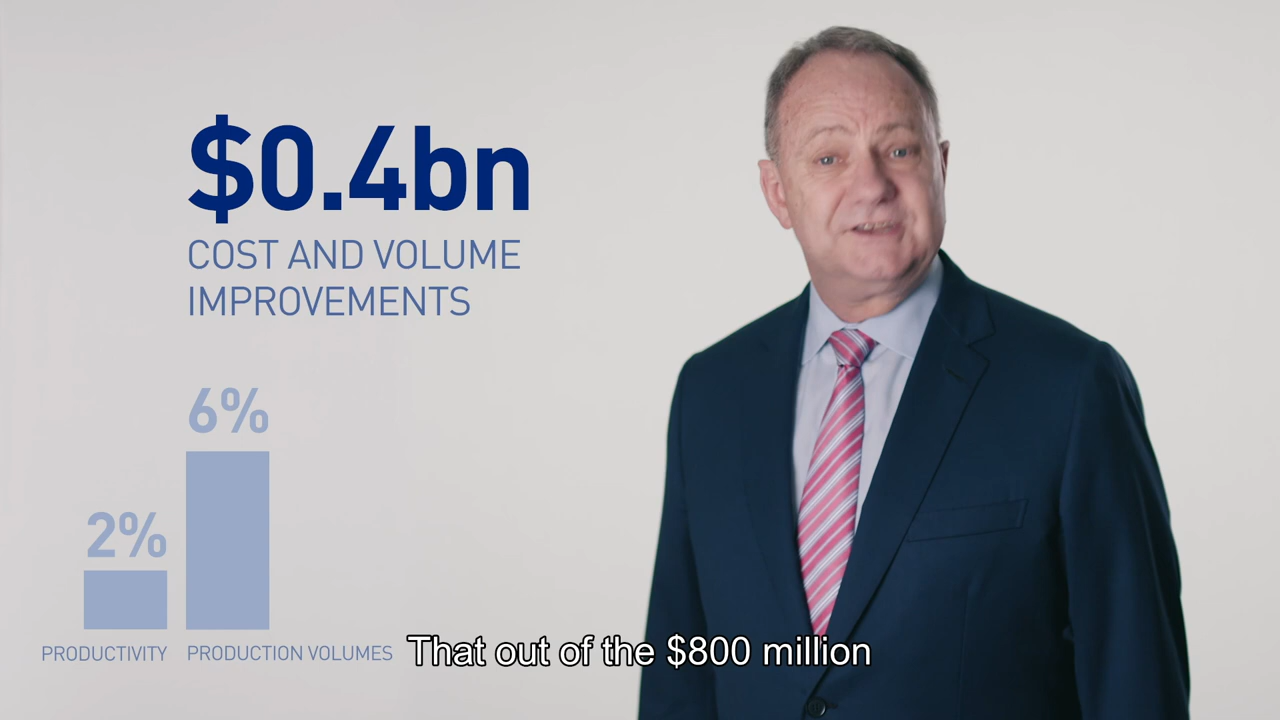 $0.4bn
COST AND VOLUME
IMPROVEMENTS
6%
2%
PRODUCTIVITY
PRODUCTION VOLUMES
That out of the $800 million